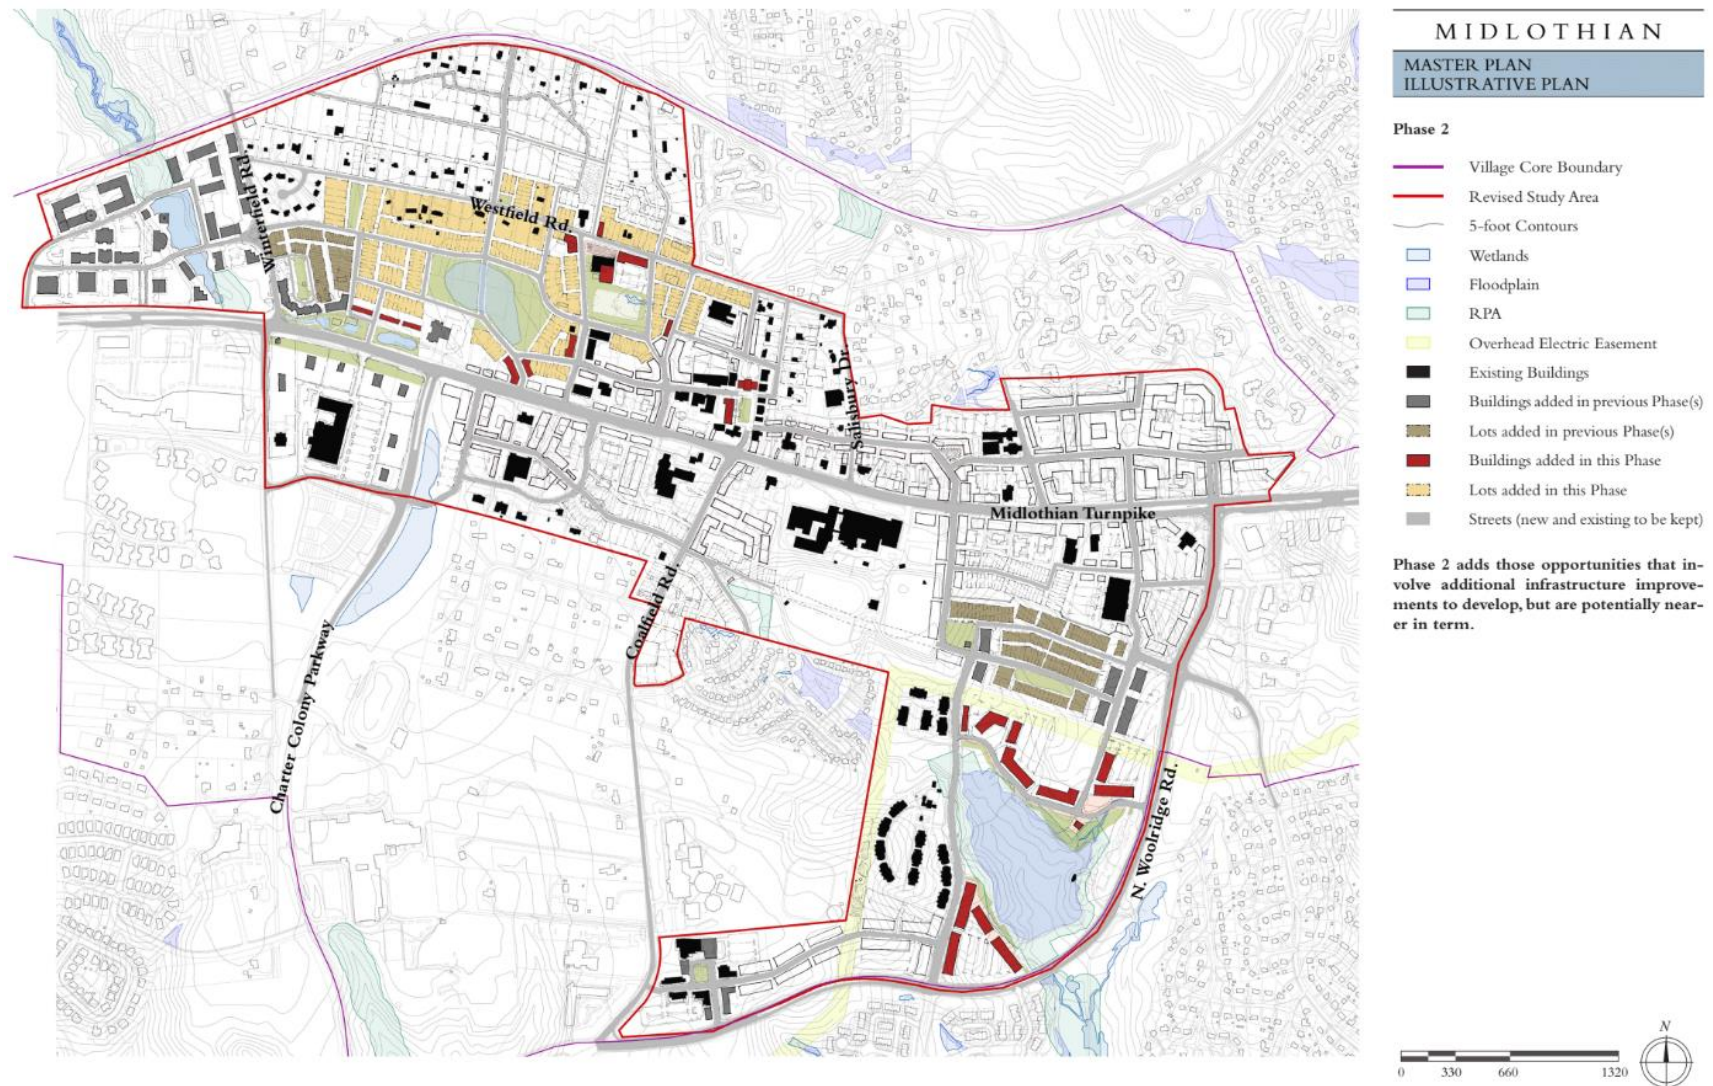 MIDLOTHIAN
MASTER PLAN
ILLUSTRATIVE PLAN
Phase 2
Village Core Boundary
Revised Study Area
5-foot Contours
Wetlands
Floodplain
RPA
Overhead Electric Easement
Existing Buildings
Buildings added in previous Phase(s)
Lots added in previous Phase(s)
Buildings added in this Phase
Lots added in this Phase
Streets (new and existing to be kept)
Phase 2 adds those opportunities that in-
volve additional infrastructure improve-
ments to develop, but are potentially near-
er in term.
Winterfield Rd.
Westfield Rd.
Salisbury Dr.
Midlothian Turnpike
Coalfield Rd.
Charter Colony Parkway
N. Woolridge Rd.
N
0 330 660 1320